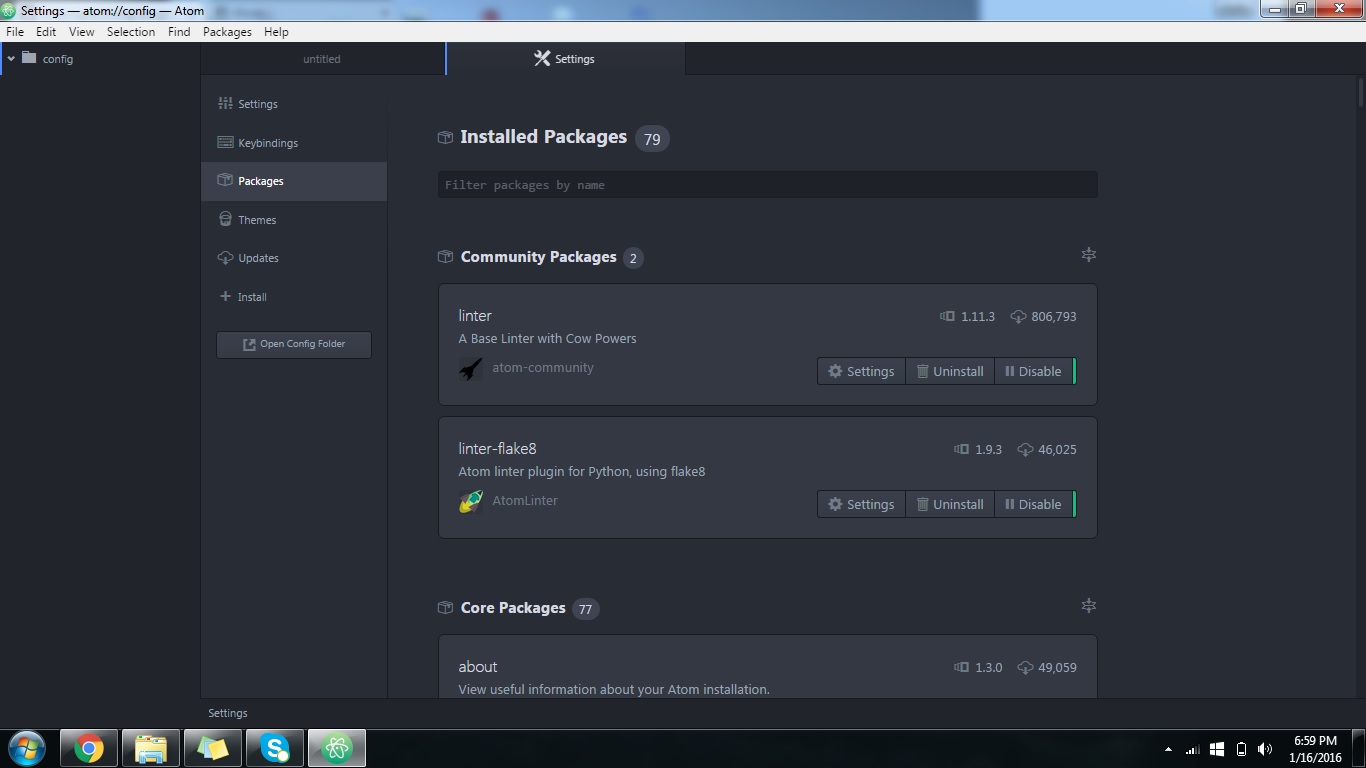 Settings — atom://config — Atom
File Edit View Selection Find Packages Help
config
untitled
Settings
Settings
Keybindings
Packages
Themes
Updates
Install
Open Config Folder
Installed Packages 79
Filter packages by name
Community Packages 2
linter
1.11.3 806,793
A Base Linter with Cow Powers
atom-community
Settings Uninstall Disable
linter-flake8
1.9.3 46,025
Atom linter plugin for Python, using flake8
AtomLinter
Settings Uninstall Disable
Core Packages 77
about
1.3.0 49,059
View useful information about your Atom installation.
Settings
6:59 PM
1/16/2016